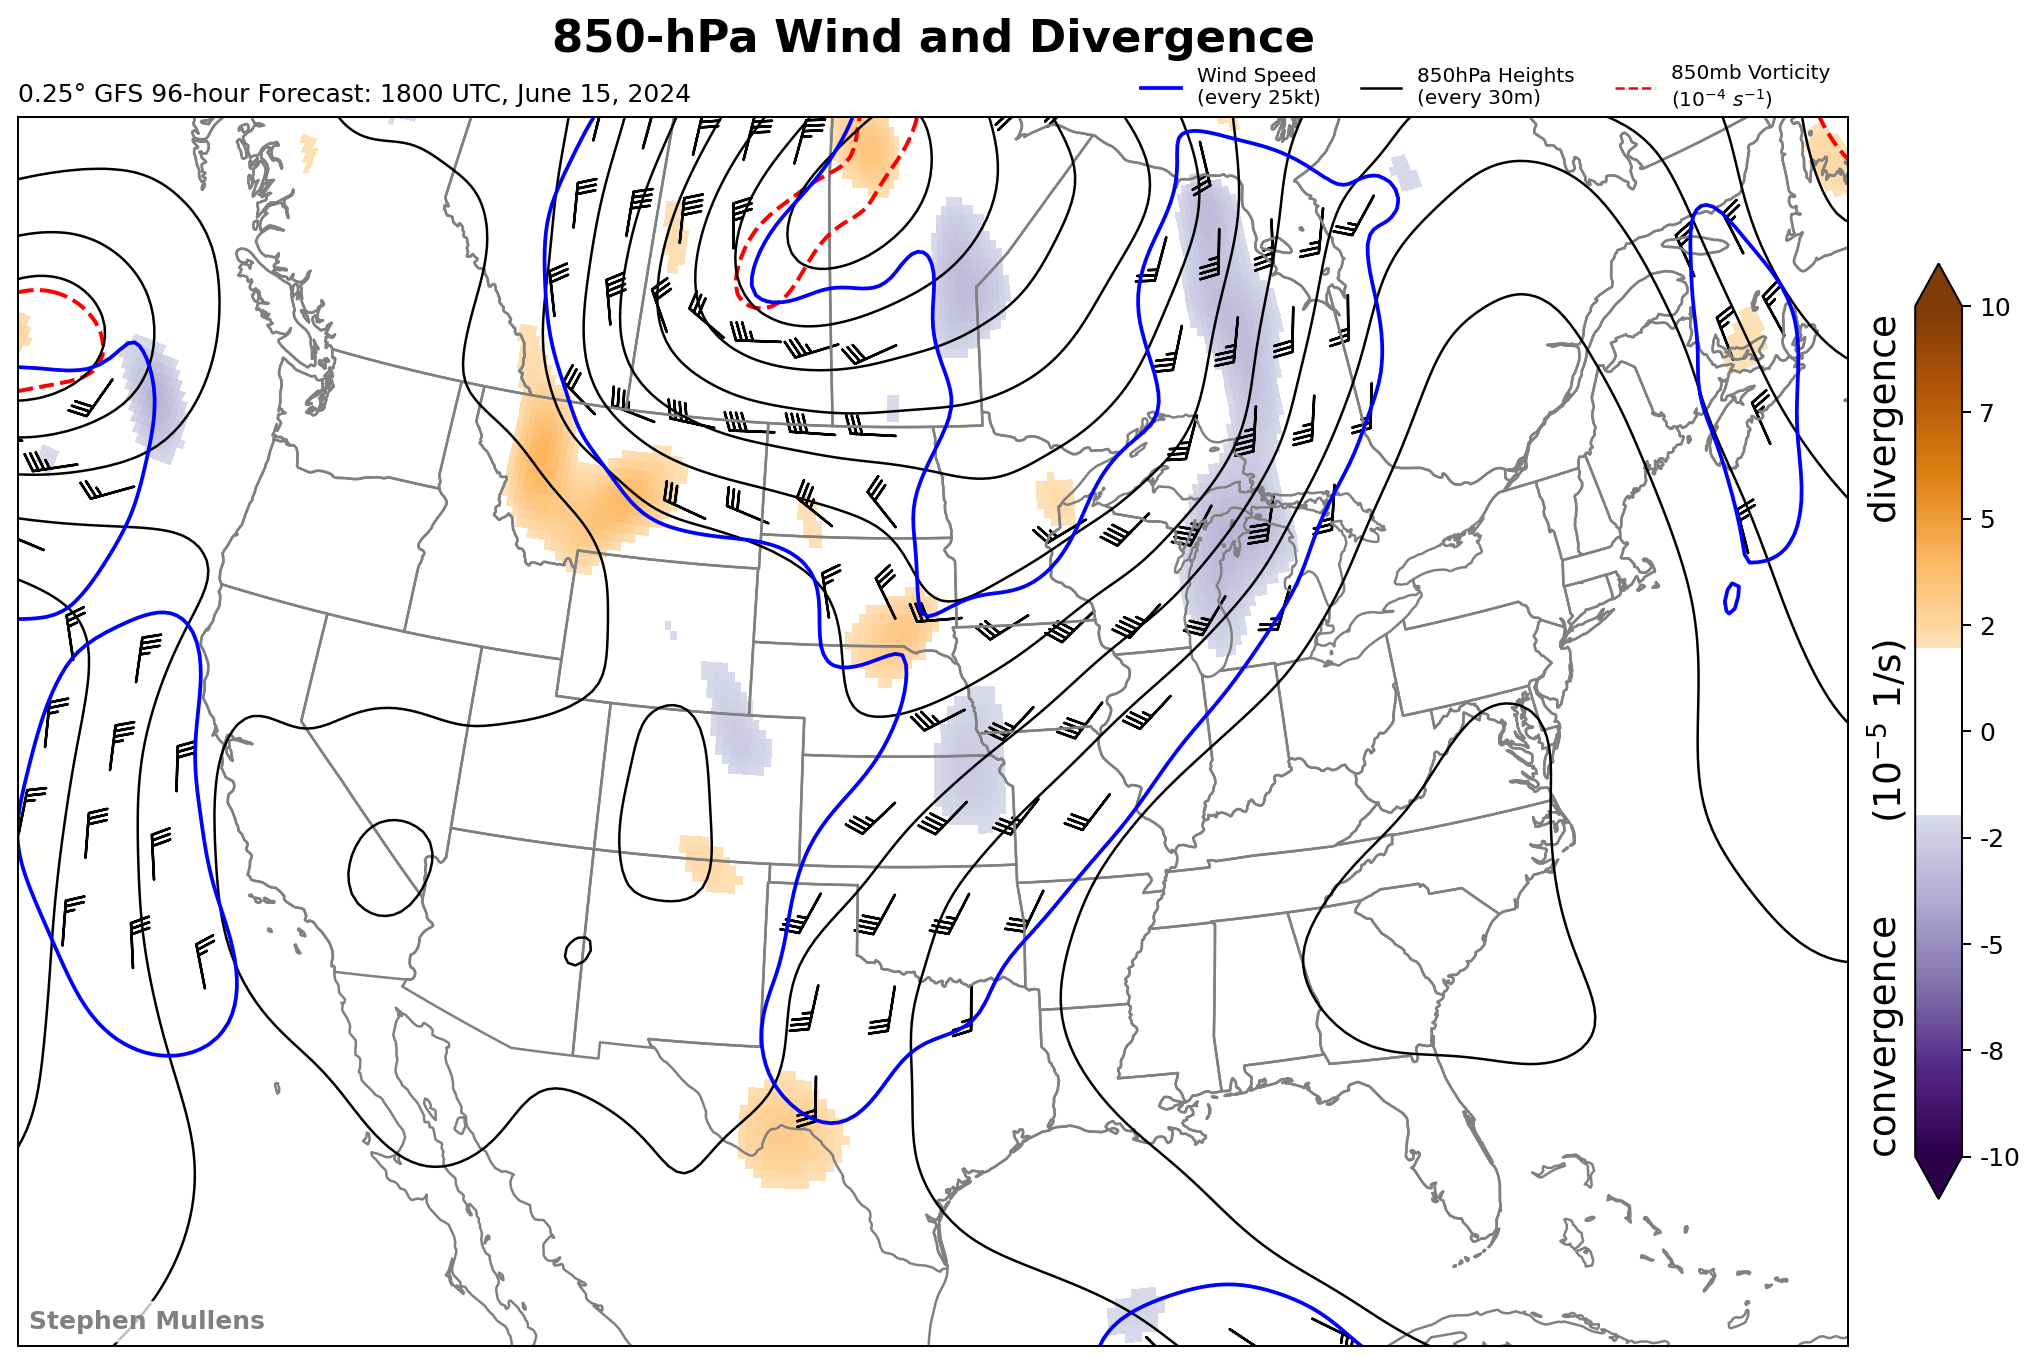 850-hPa Wind and Divergence
0.25° GFS 96-hour Forecast: 1800 UTC, June 15, 2024
Wind Speed
(every 25kt)
850hPa Heights
(every 30m)
850mb Vorticity
(10⁻⁴ s⁻¹)
10
7
5
2
0
-2
-5
-8
-10
convergence (10⁻⁵ 1/s) divergence
Stephen Mullens